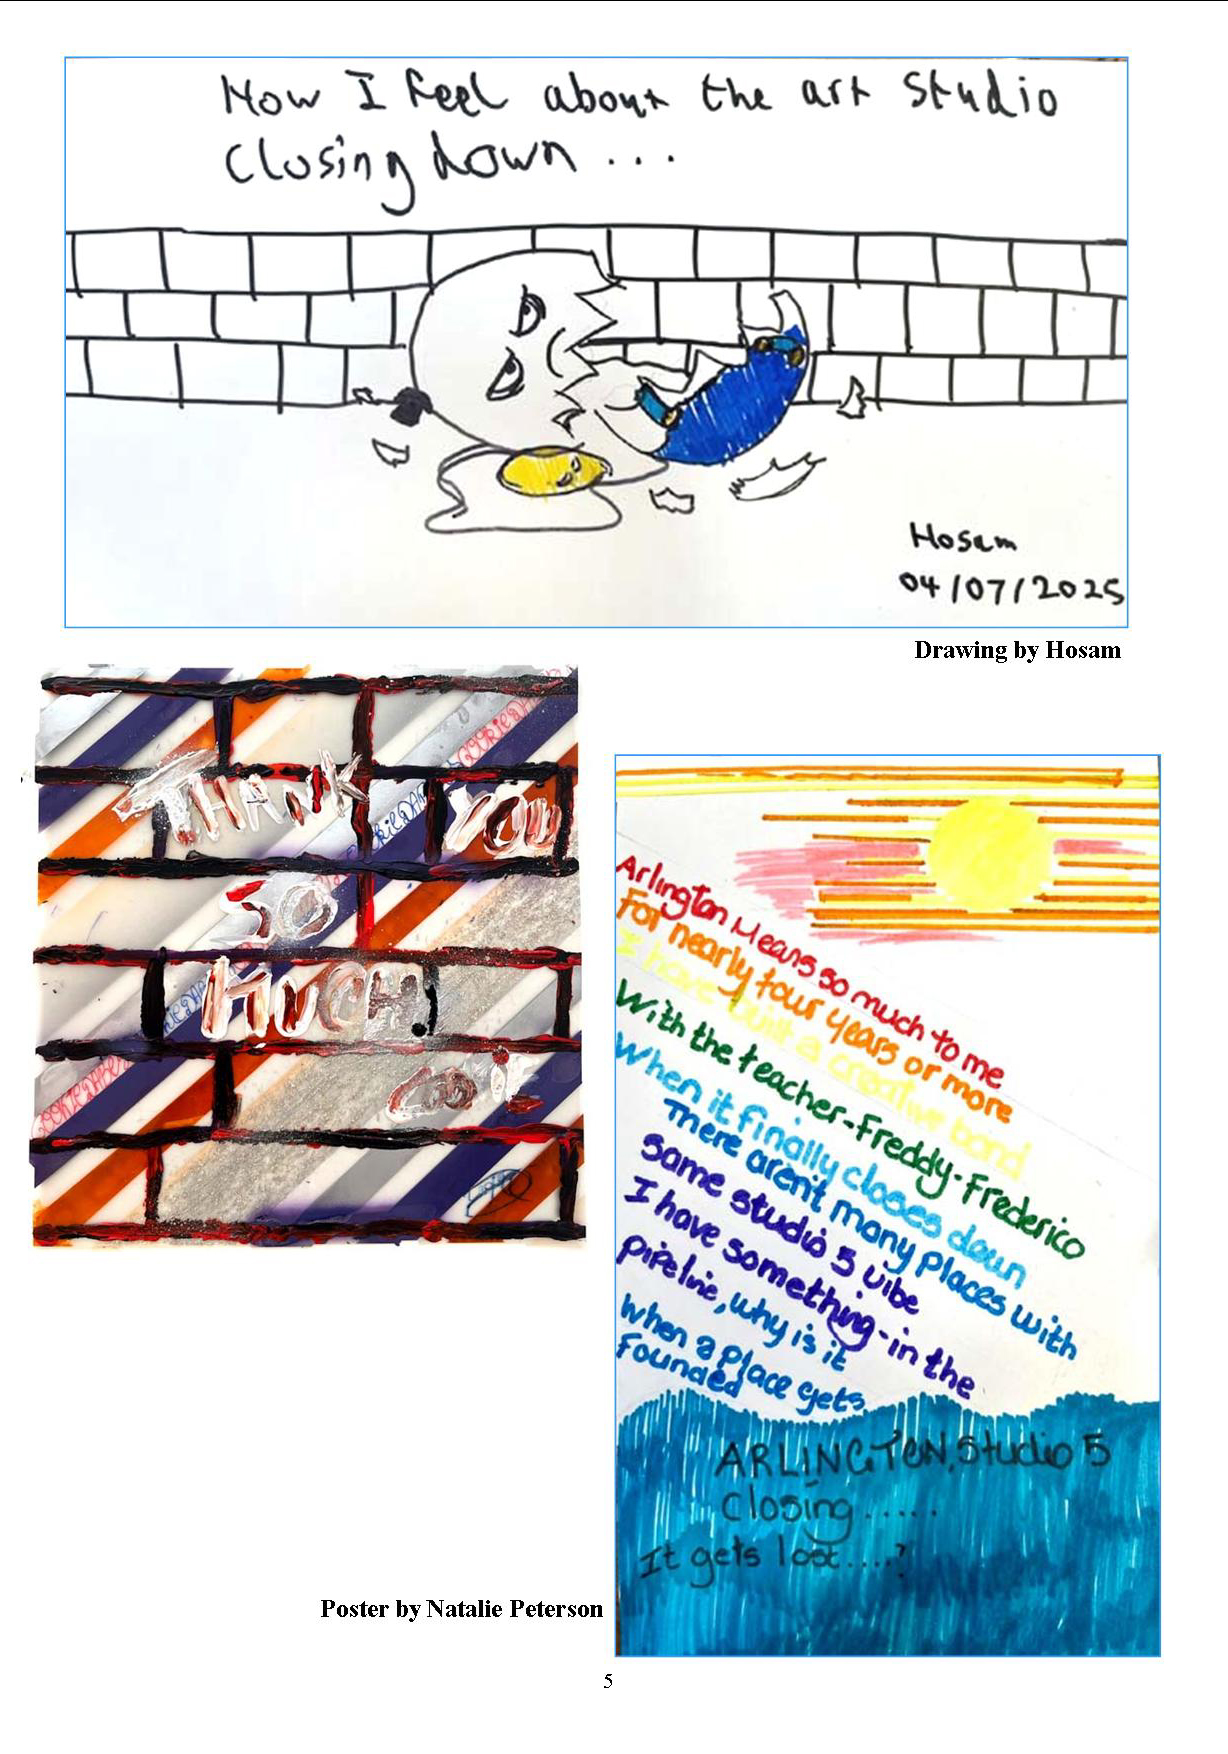 How I feel about the art studio
closing down ...
Hosam
04/07/2025
Drawing by Hosam
COOKIEDABE
THANK
YOU
SO
MUCH!
Arlington Means so much to me
For nearly four years or more
I have built a creative bond
With the teacher-Freddy-Frederico
When it finally closes down
There arent many places with
same studio 5 vibe
I have something-in the
pipeline, why is it
when a place gets
founded
ARLINGTON, Studio 5
closing.....
It gets lost....?
Poster by Natalie Peterson
5